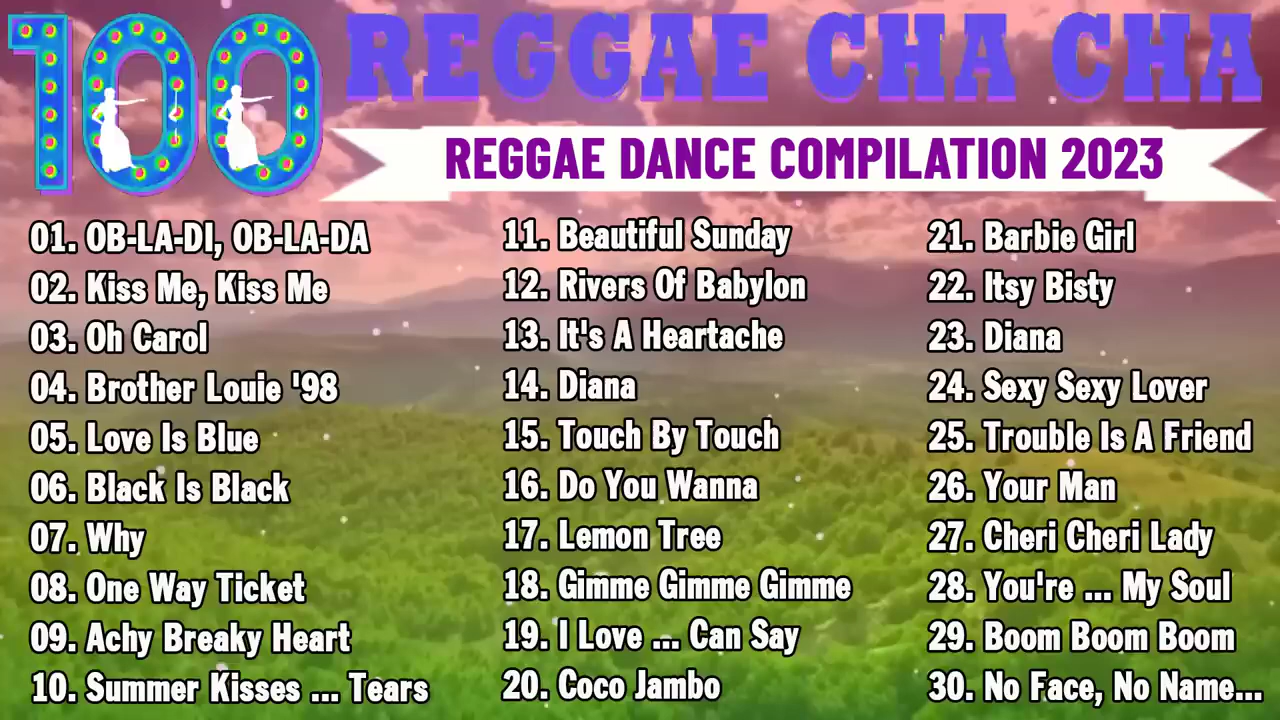 100
REGGAE CHA CHA
REGGAE DANCE COMPILATION 2023
01. OB-LA-DI, OB-LA-DA
02. Kiss Me, Kiss Me
03. Oh Carol
04. Brother Louie '98
05. Love Is Blue
06. Black Is Black
07. Why
08. One Way Ticket
09. Achy Breaky Heart
10. Summer Kisses ... Tears
11. Beautiful Sunday
12. Rivers Of Babylon
13. It's A Heartache
14. Diana
15. Touch By Touch
16. Do You Wanna
17. Lemon Tree
18. Gimme Gimme Gimme
19. I Love ... Can Say
20. Coco Jambo
21. Barbie Girl
22. Itsy Bisty
23. Diana
24. Sexy Sexy Lover
25. Trouble Is A Friend
26. Your Man
27. Cheri Cheri Lady
28. You're ... My Soul
29. Boom Boom Boom
30. No Face, No Name...